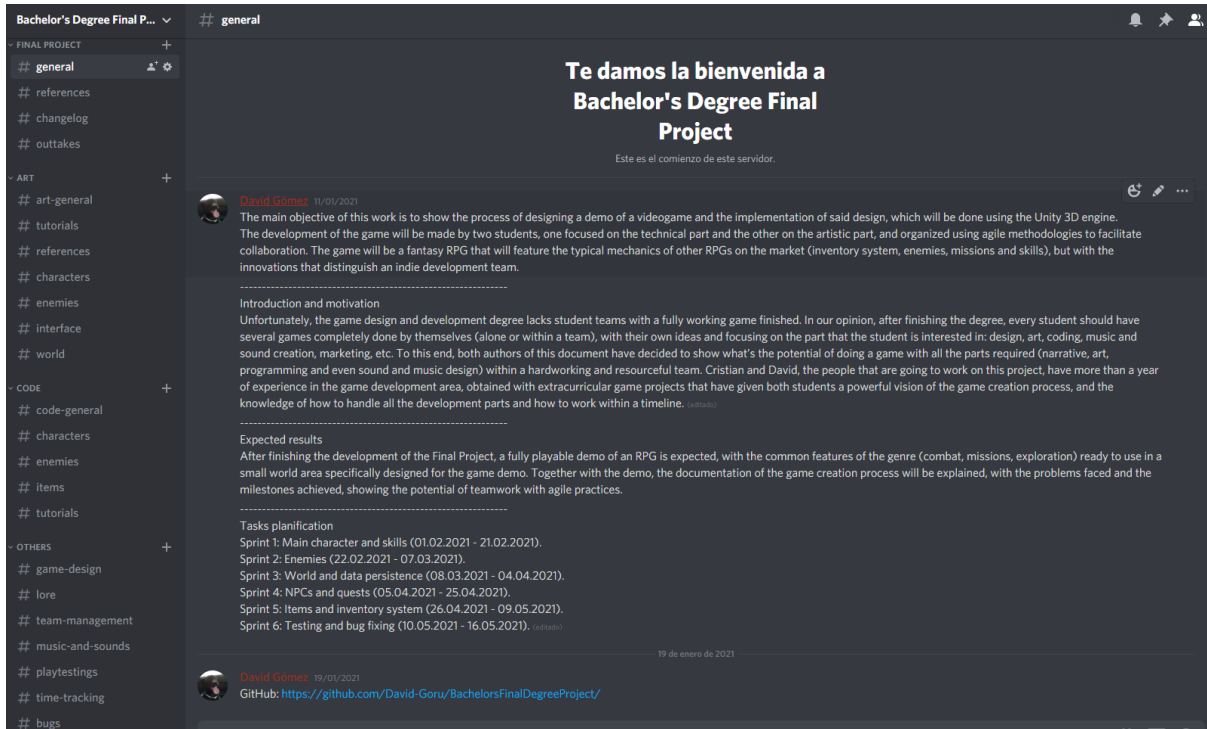 Bachelor's Degree Final P...
general
FINAL PROJECT
general
references
changelog
outtakes
ART
art-general
tutorials
references
characters
enemies
interface
world
CODE
code-general
characters
enemies
items
tutorials
OTHERS
game-design
lore
team-management
music-and-sounds
playtestings
time-tracking
bugs
Te damos la bienvenida a
Bachelor's Degree Final
Project
Este es el comienzo de este servidor.
David Gómez 11/01/2021
The main objective of this work is to show the process of designing a demo of a videogame and the implementation of said design, which will be done using the Unity 3D engine.
The development of the game will be made by two students, one focused on the technical part and the other on the artistic part, and organized using agile methodologies to facilitate
collaboration. The game will be a fantasy RPG that will feature the typical mechanics of other RPGs on the market (inventory system, enemies, missions and skills), but with the
innovations that distinguish an indie development team.
------------------------------------------------------------
Introduction and motivation
Unfortunately, the game design and development degree lacks student teams with a fully working game finished. In our opinion, after finishing the degree, every student should have
several games completely done by themselves (alone or within a team), with their own ideas and focusing on the part that the student is interested in: design, art, coding, music and
sound creation, marketing, etc. To this end, both authors of this document have decided to show what's the potential of doing a game with all the parts required (narrative, art,
programming and even sound and music design) within a hardworking and resourceful team. Cristian and David, the people that are going to work on this project, have more than a year
of experience in the game development area, obtained with extracurricular game projects that have given both students a powerful vision of the game creation process, and the
knowledge of how to handle all the development parts and how to work within a timeline. (editado)
------------------------------------------------------------
Expected results
After finishing the development of the Final Project, a fully playable demo of an RPG is expected, with the common features of the genre (combat, missions, exploration) ready to use in a
small world area specifically designed for the game demo. Together with the demo, the documentation of the game creation process will be explained, with the problems faced and the
milestones achieved, showing the potential of teamwork with agile practices.
------------------------------------------------------------
Tasks planification
Sprint 1: Main character and skills (01.02.2021 - 21.02.2021).
Sprint 2: Enemies (22.02.2021 - 07.03.2021).
Sprint 3: World and data persistence (08.03.2021 - 04.04.2021).
Sprint 4: NPCs and quests (05.04.2021 - 25.04.2021).
Sprint 5: Items and inventory system (26.04.2021 - 09.05.2021).
Sprint 6: Testing and bug fixing (10.05.2021 - 16.05.2021). (editado)
19 de enero de 2021
David Gómez 19/01/2021
GitHub: https://github.com/David-Goru/BachelorsFinalDegreeProject/